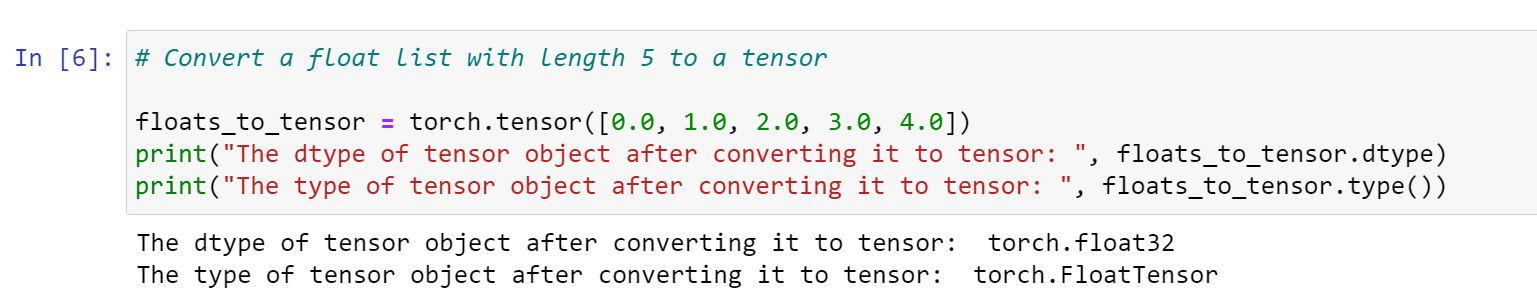 In [6]: # Convert a float list with length 5 to a tensor
floats_to_tensor = torch.tensor([0.0, 1.0, 2.0, 3.0, 4.0])
print("The dtype of tensor object after converting it to tensor: ", floats_to_tensor.dtype)
print("The type of tensor object after converting it to tensor: ", floats_to_tensor.type())
The dtype of tensor object after converting it to tensor:  torch.float32
The type of tensor object after converting it to tensor:  torch.FloatTensor